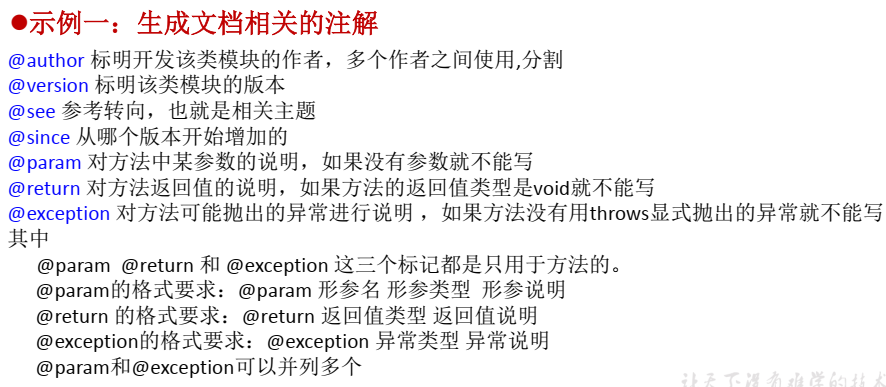 ●示例一：生成文档相关的注解
@author 标明开发该类模块的作者，多个作者之间使用,分割
@version 标明该类模块的版本
@see 参考转向，也就是相关主题
@since 从哪个版本开始增加的
@param 对方法中某参数的说明，如果没有参数就不能写
@return 对方法返回值的说明，如果方法的返回值类型是void就不能写
@exception 对方法可能抛出的异常进行说明 ，如果方法没有用throws显式抛出的异常就不能写
其中
@param @return 和 @exception 这三个标记都是只用于方法的。
@param的格式要求：@param 形参名 形参类型 形参说明
@return 的格式要求：@return 返回值类型 返回值说明
@exception的格式要求：@exception 异常类型 异常说明
@param和@exception可以并列多个
让天下没有难学的技术